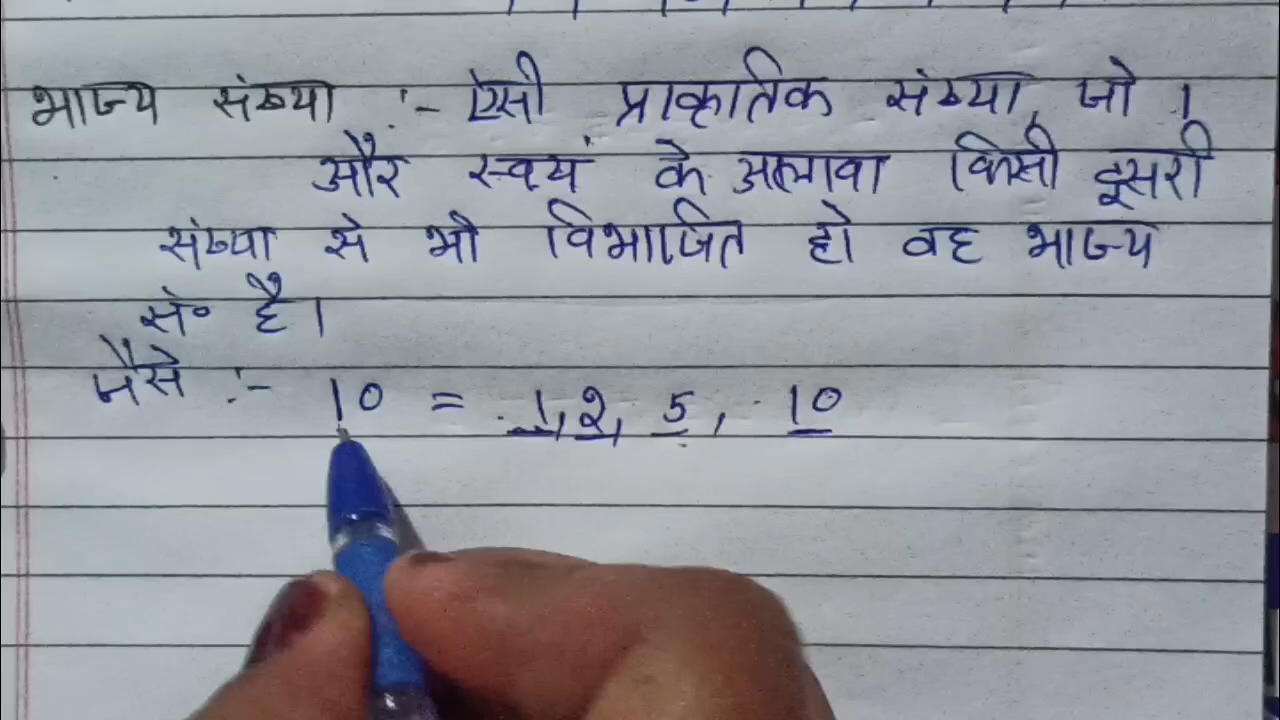 भाज्य संख्या :- ऐसी प्राकृतिक संख्या, जो 1
और स्वयं के अलावा किसी दूसरी
संख्या से भी विभाजित हो वह भाज्य
सं० है।
जैसे :- 10 = 1, 2, 5, 10